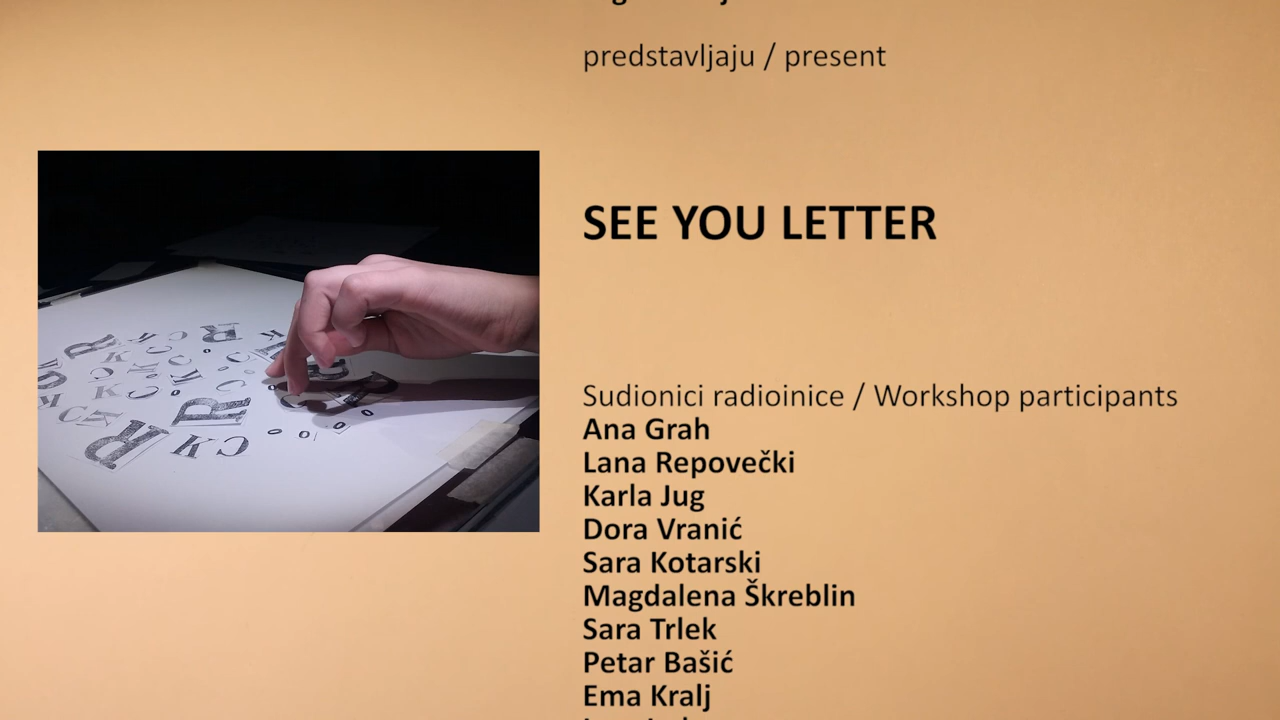 predstavljaju / present
SEE YOU LETTER
Sudionici radioinice / Workshop participants
Ana Grah
Lana Repovečki
Karla Jug
Dora Vranić
Sara Kotarski
Magdalena Škreblin
Sara Trlek
Petar Bašić
Ema Kralj